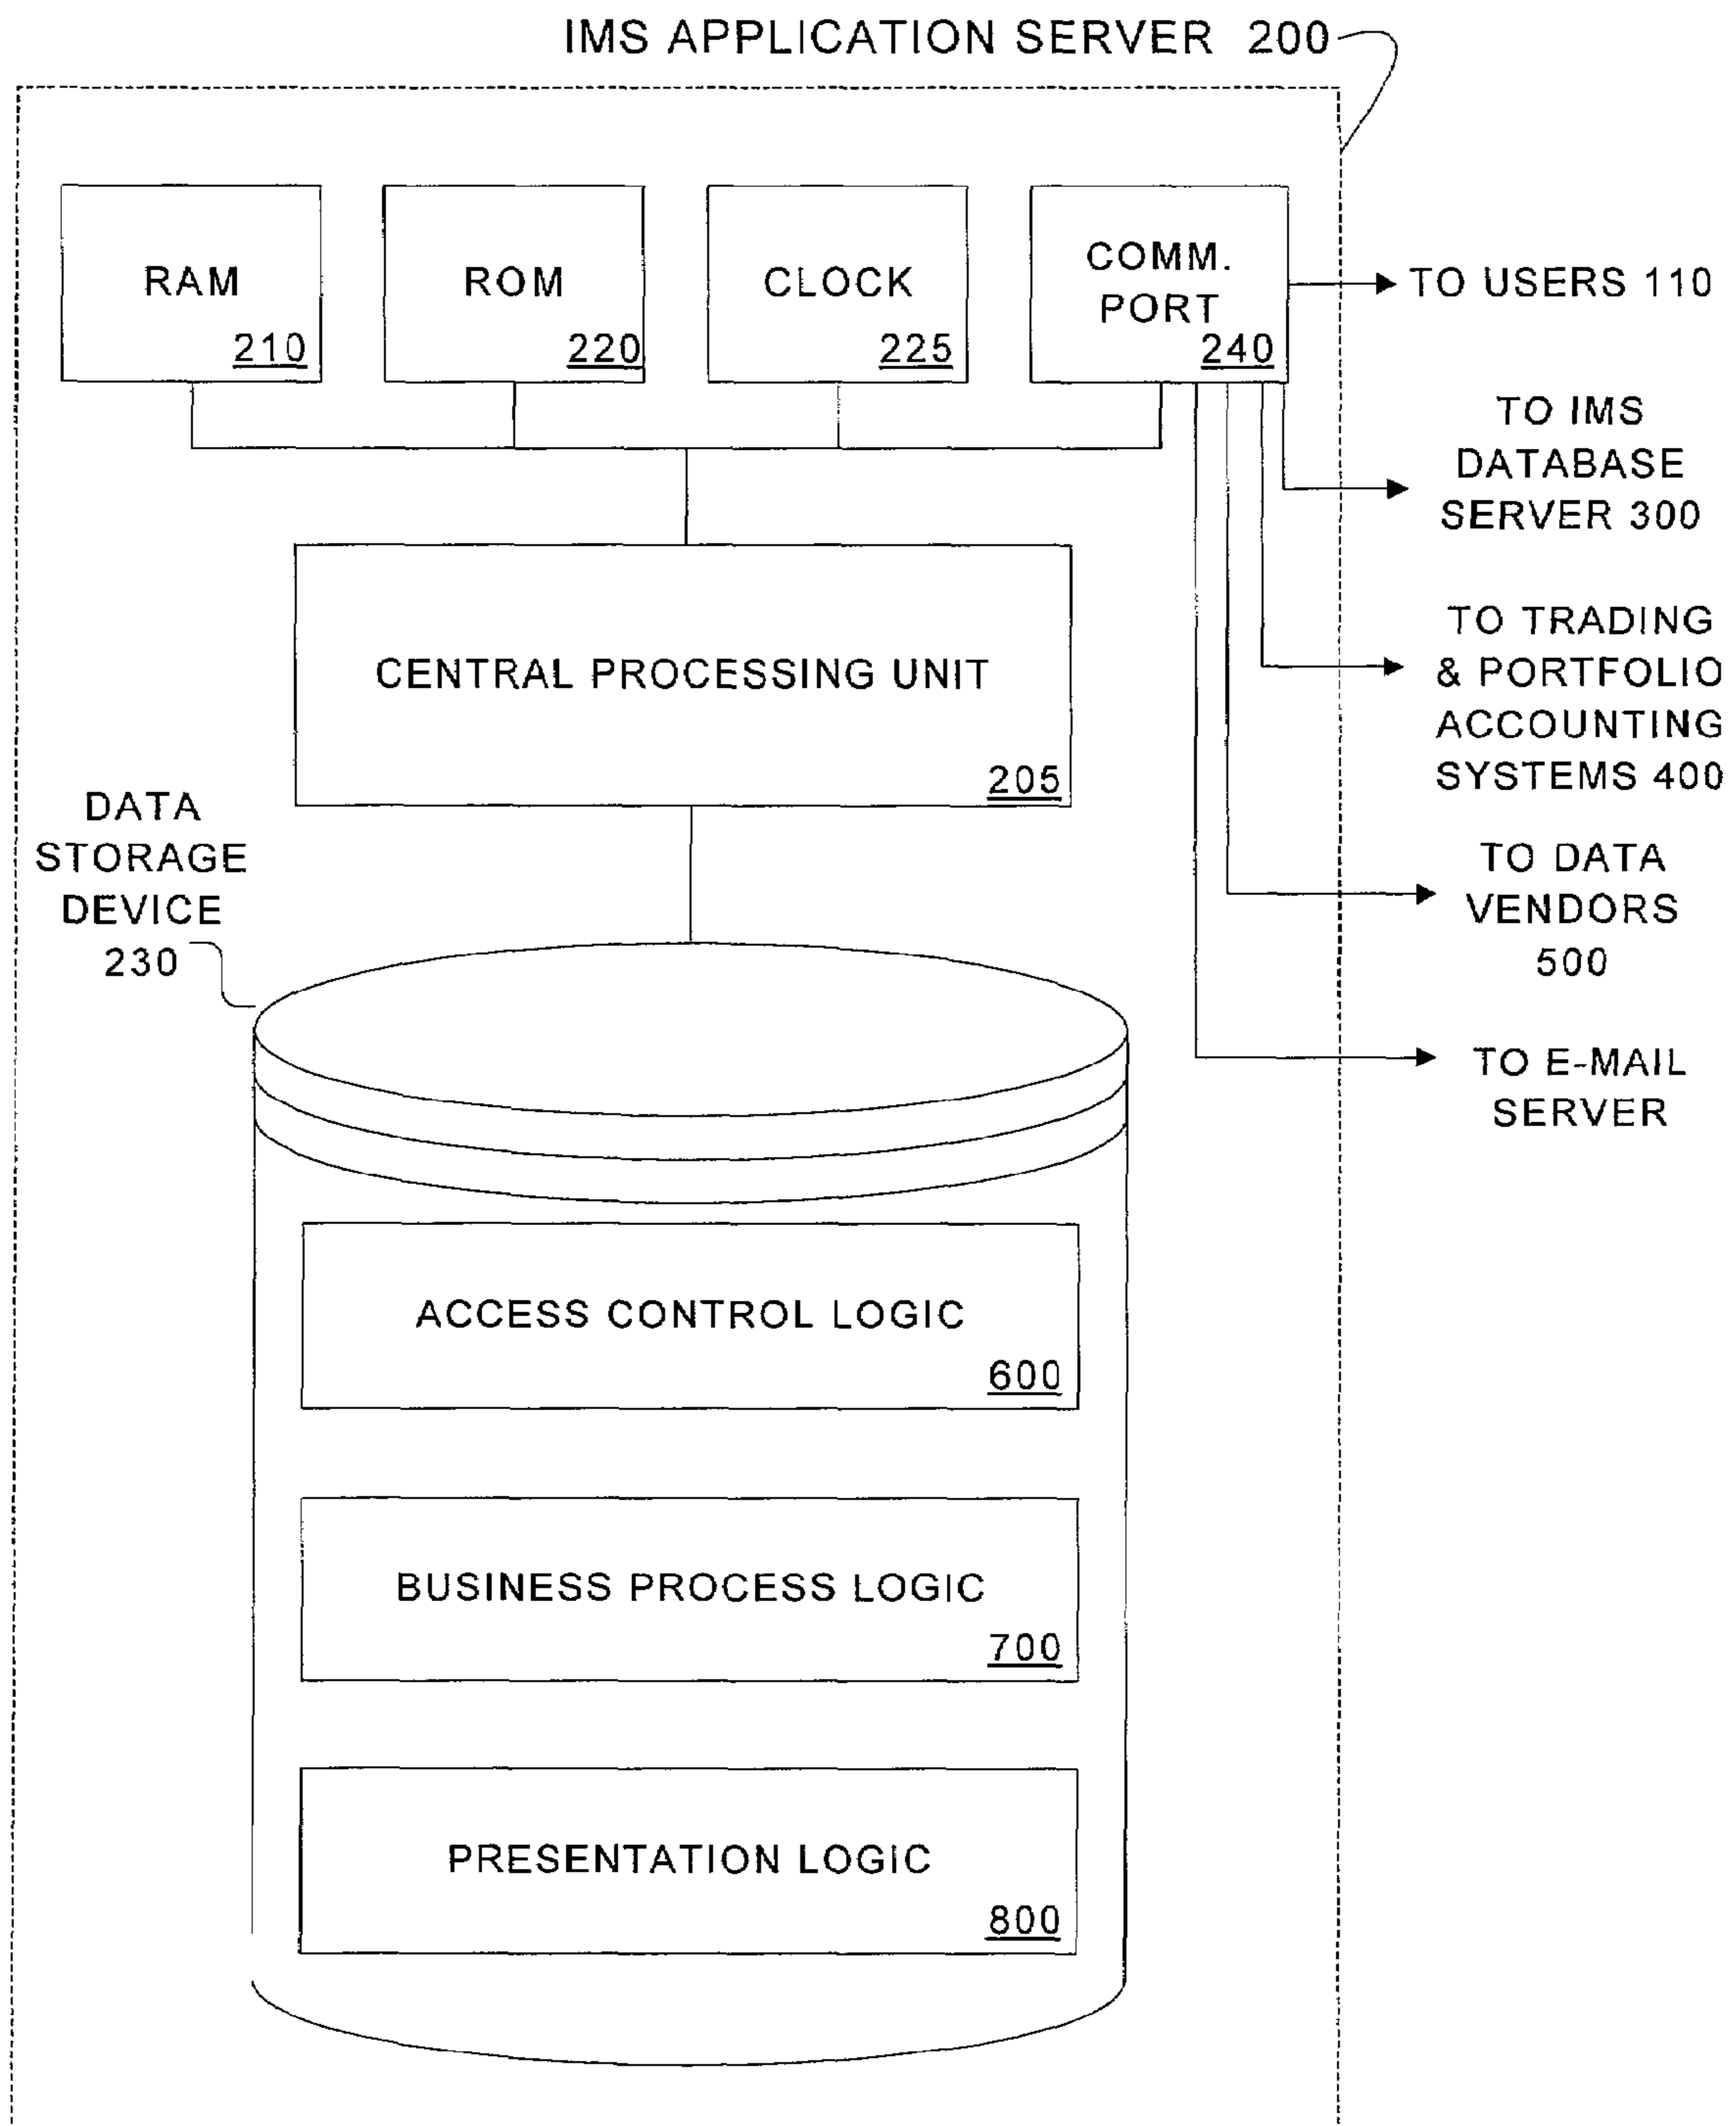 IMS APPLICATION SERVER 200
RAM
210
ROM
220
CLOCK
225
COMM.
PORT
240
TO USERS 110
TO IMS
DATABASE
SERVER 300
TO TRADING
& PORTFOLIO
ACCOUNTING
SYSTEMS 400
TO DATA
VENDORS
500
TO E-MAIL
SERVER
CENTRAL PROCESSING UNIT
205
DATA
STORAGE
DEVICE
230
ACCESS CONTROL LOGIC
600
BUSINESS PROCESS LOGIC
700
PRESENTATION LOGIC
800